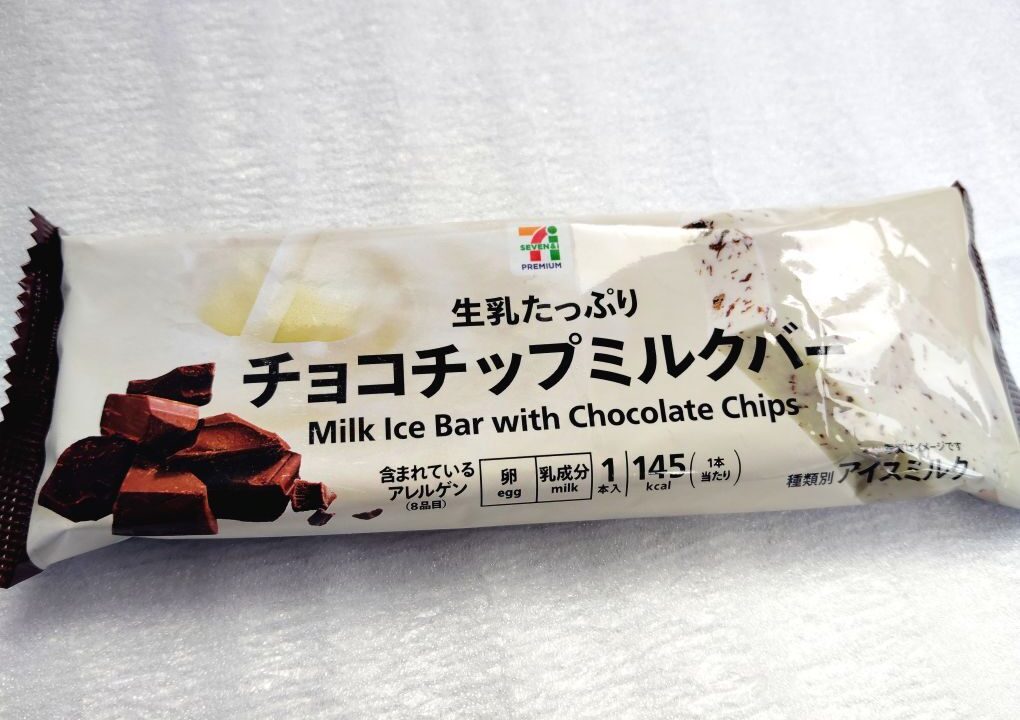 SEVEN&i
PREMIUM
生乳たっぷり
チョコチップミルクバー
Milk Ice Bar with Chocolate Chips
含まれている
アレルゲン
(8品目)
卵
egg
乳成分
milk
1
本入
145
kcal
(1本
当たり)
イメージです
種類別 アイスミルク